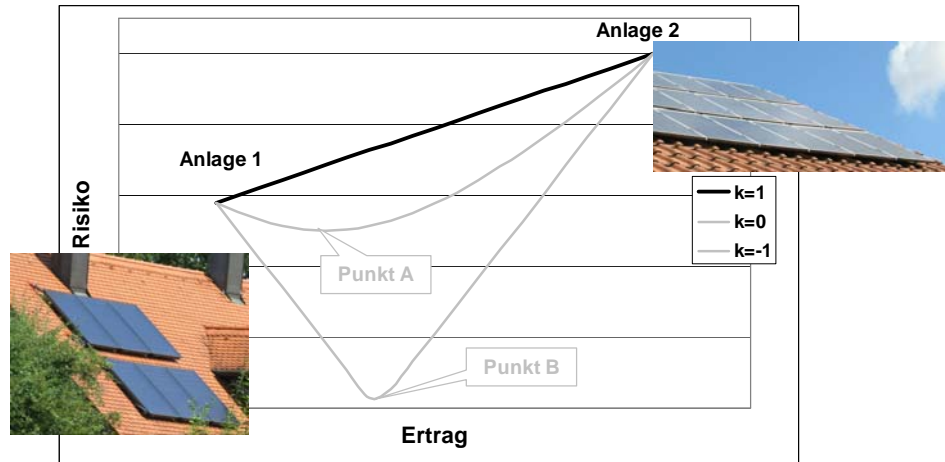 Anlage 2
Anlage 1
k=1
k=0
k=-1
Risiko
Punkt A
Punkt B
Ertrag